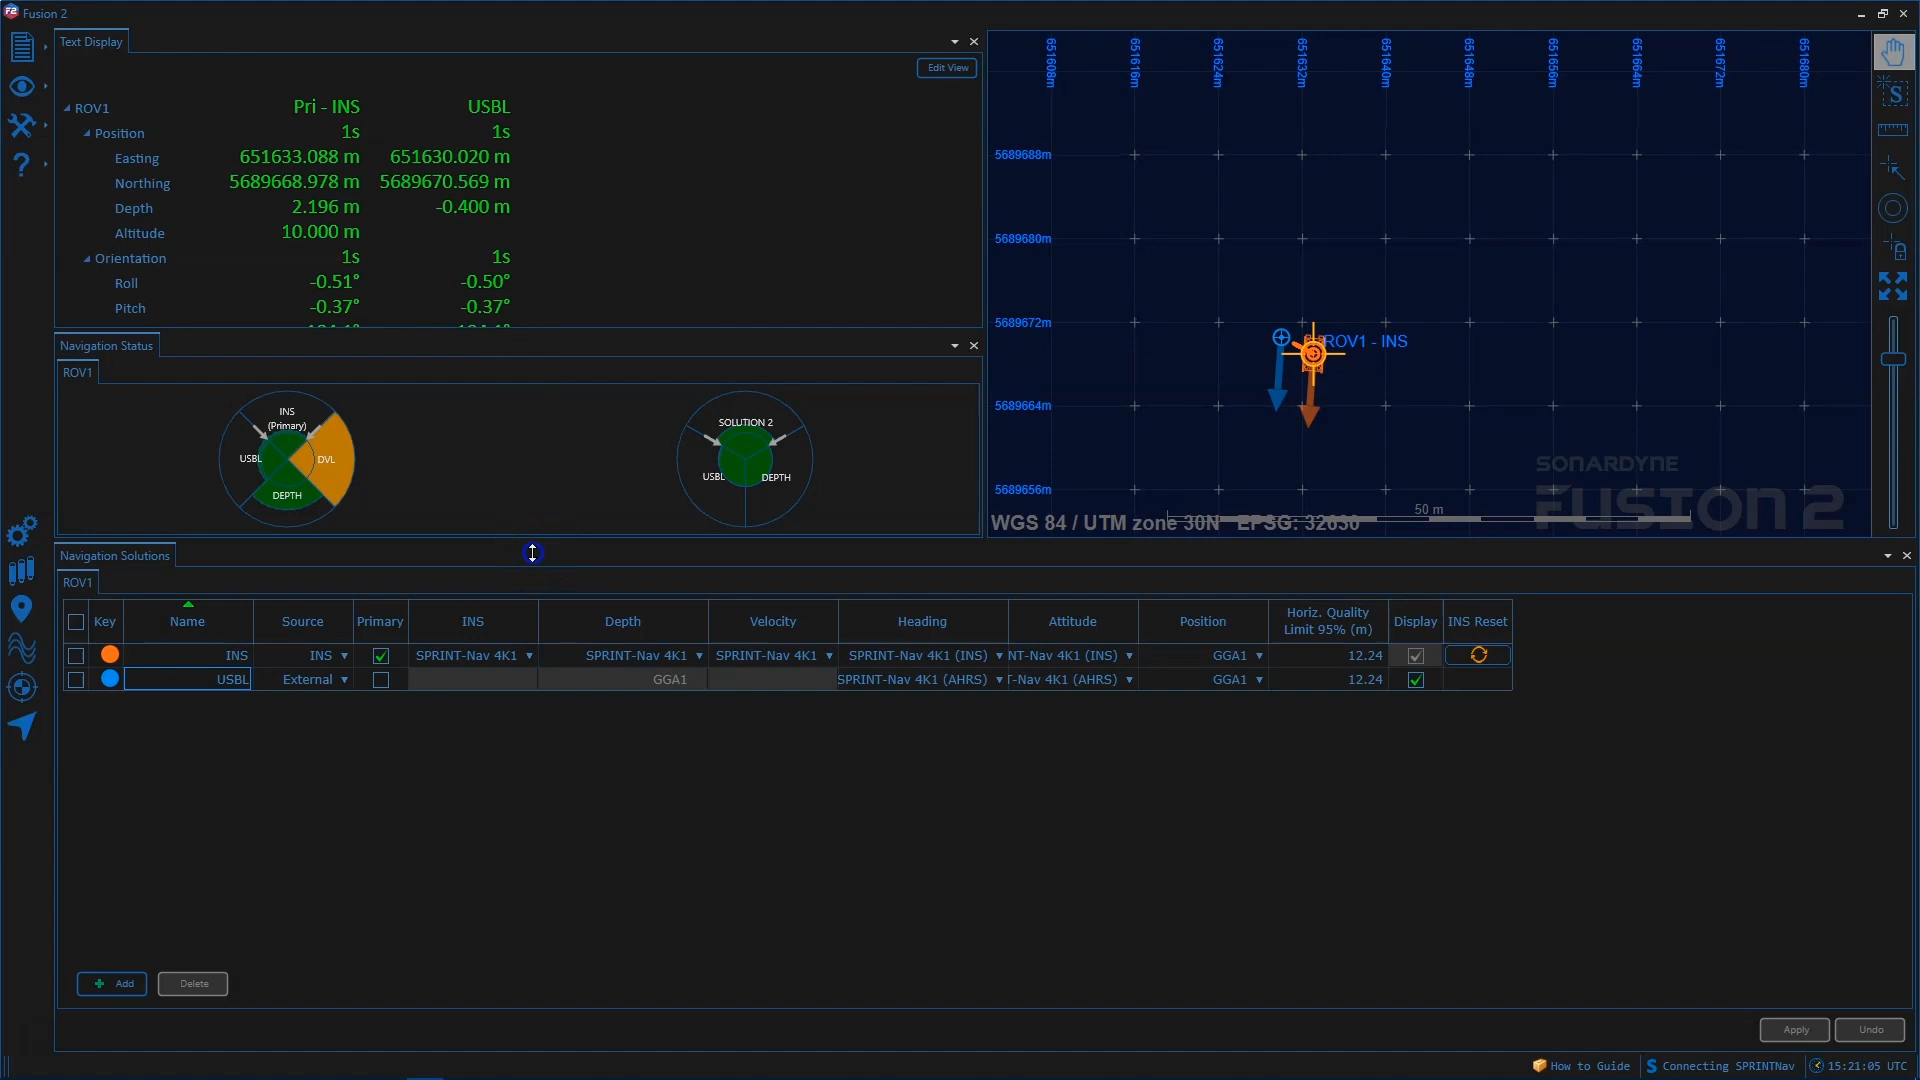 Fusion 2
Text Display
Edit View
ROV1 Pri - INS USBL
Position 1s 1s
Easting 651633.088 m 651630.020 m
Northing 5689668.978 m 5689670.569 m
Depth 2.196 m -0.400 m
Altitude 10.000 m
Orientation 1s 1s
Roll -0.51° -0.50°
Pitch -0.37° -0.37°
651608m 651616m 651624m 651632m 651640m 651648m 651656m 651664m 651672m 651680m
5689688m
5689680m
5689672m
5689664m
5689656m
ROV1 - INS
SONARDYNE
FUSION 2
50 m
WGS 84 / UTM zone 30N EPSG: 32630
S
Navigation Status
ROV1
INS
(Primary)
USBL
DVL
DEPTH
SOLUTION 2
USBL
DEPTH
Navigation Solutions
ROV1
Key Name Source Primary INS Depth Velocity Heading Attitude Position Horiz. Quality Limit 95% (m) Display INS Reset
INS INS SPRINT-Nav 4K1 SPRINT-Nav 4K1 SPRINT-Nav 4K1 SPRINT-Nav 4K1 (INS) NT-Nav 4K1 (INS) GGA1 12.24
USBL External GGA1 SPRINT-Nav 4K1 (AHRS) T-Nav 4K1 (AHRS) GGA1 12.24
Add Delete
Apply Undo
How to Guide Connecting SPRINTNav 15:21:05 UTC